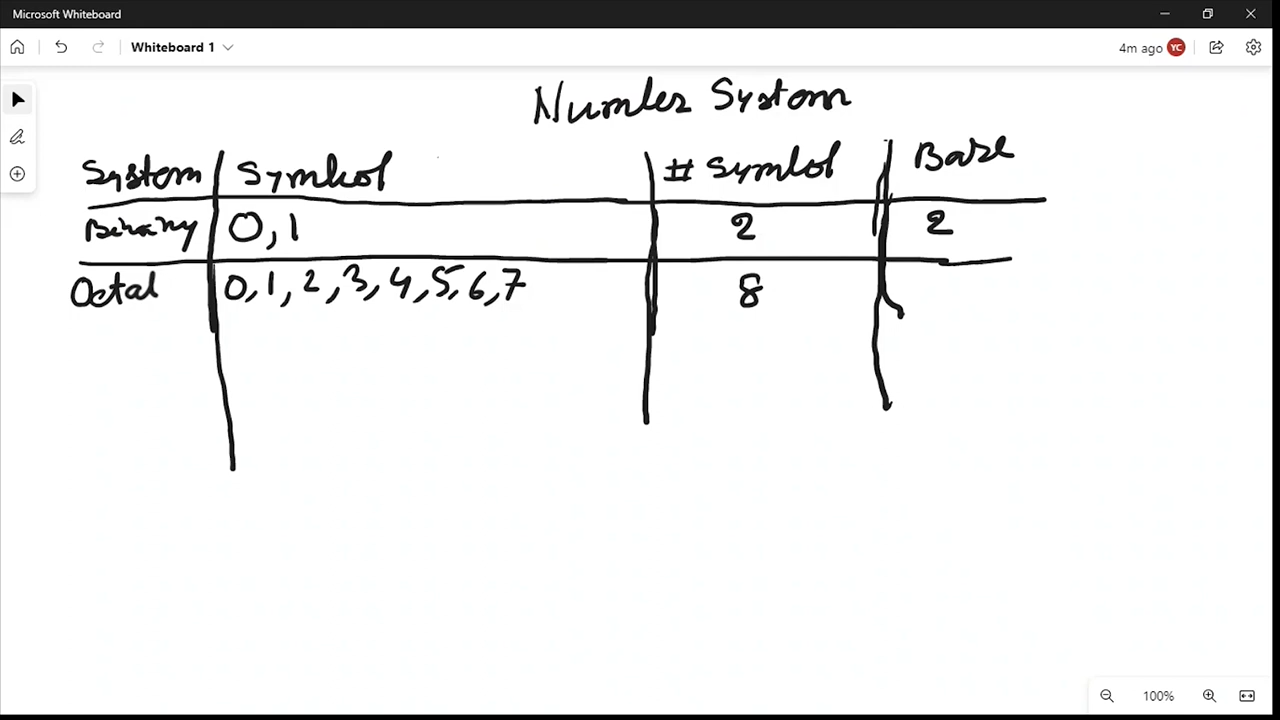 Microsoft Whiteboard
Whiteboard 1
4m ago YC
Number System
System Symbol # Symbol Base
Binary 0, 1 2 2
Octal 0, 1, 2, 3, 4, 5, 6, 7 8
100%